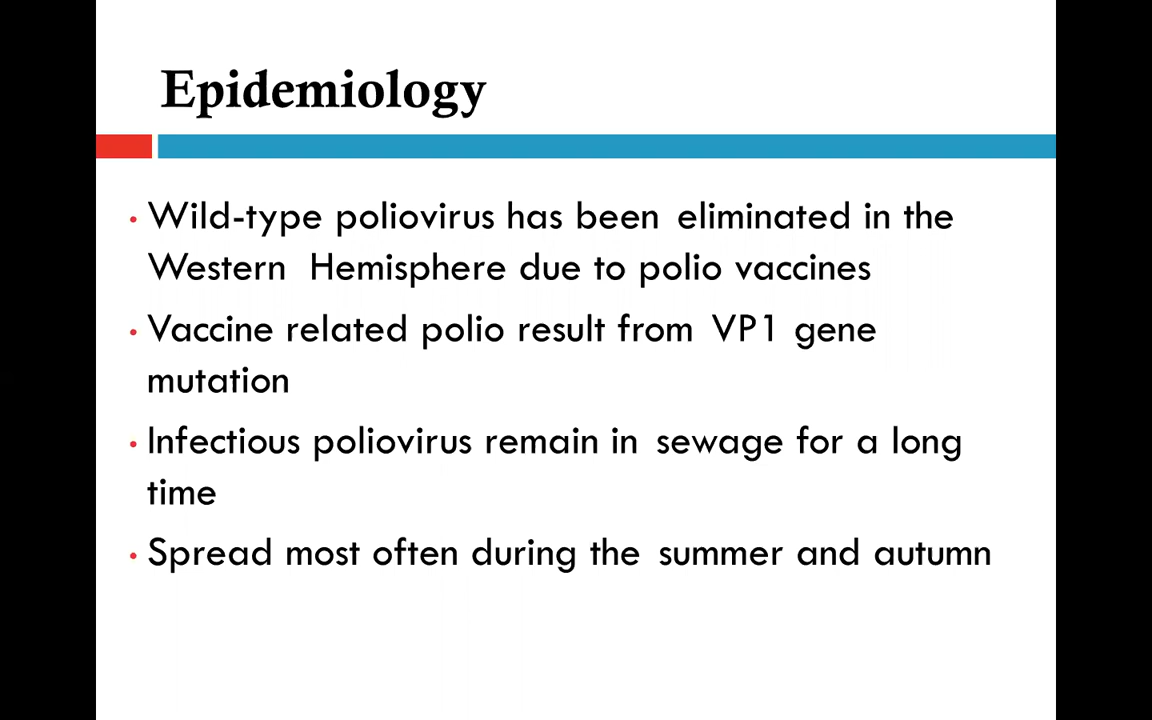 Epidemiology
• Wild-type poliovirus has been eliminated in the
Western Hemisphere due to polio vaccines
• Vaccine related polio result from VP1 gene
mutation
• Infectious poliovirus remain in sewage for a long
time
• Spread most often during the summer and autumn